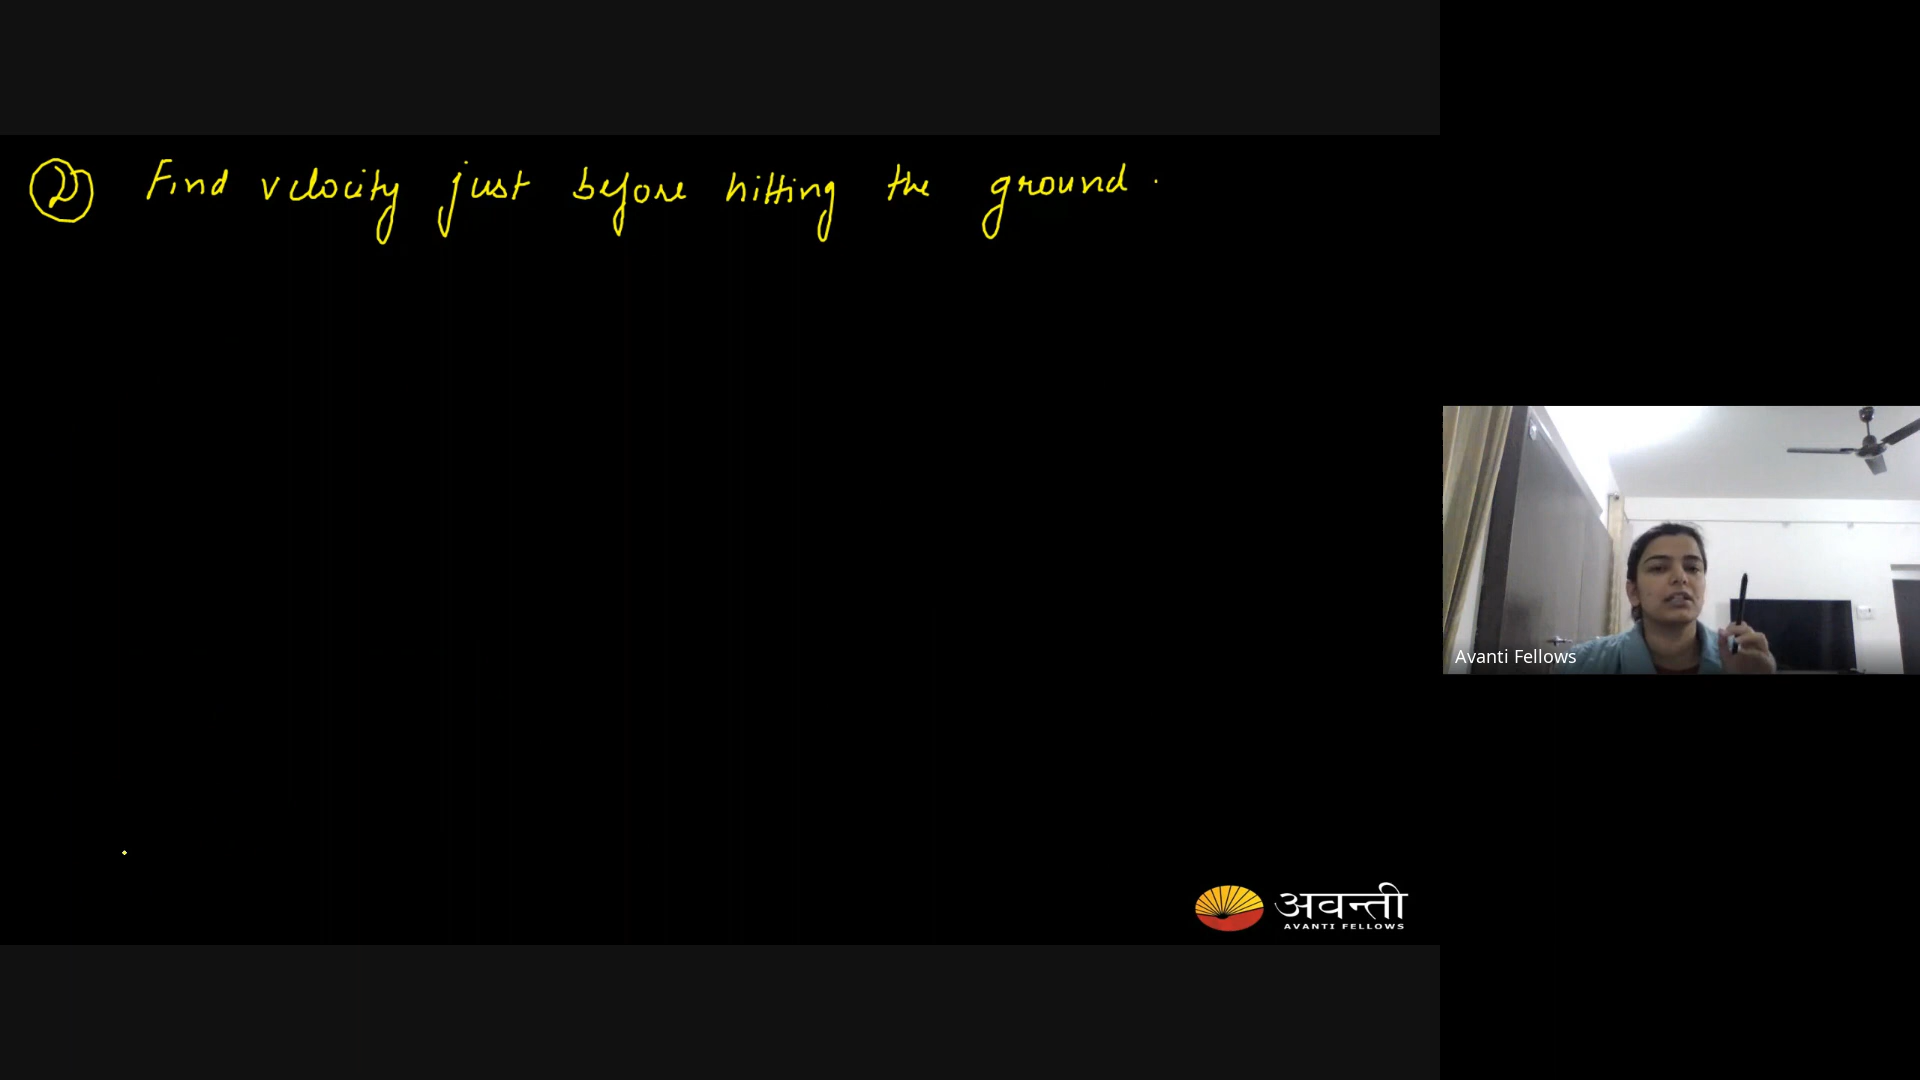 ② Find velocity just before hitting the ground.
Avanti Fellows
अवन्ती
AVANTI FELLOWS